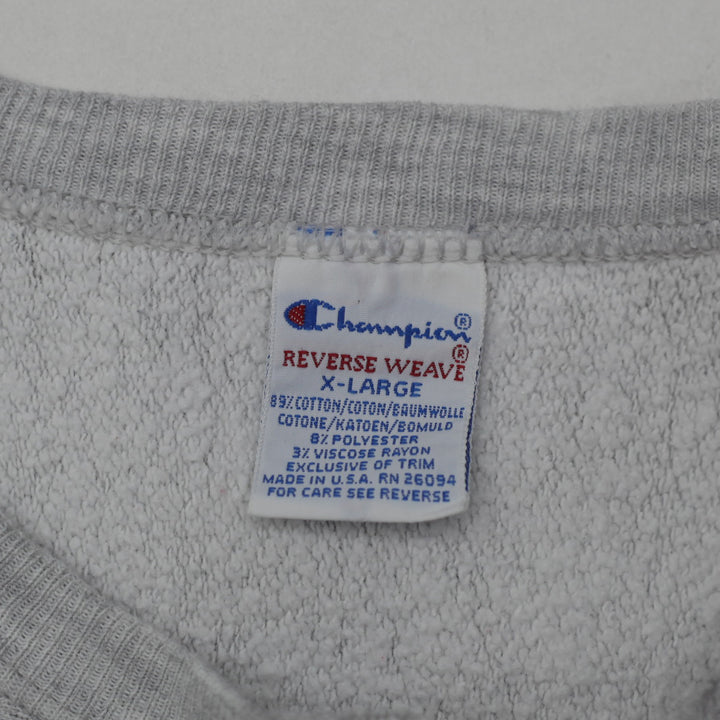 Champion®
REVERSE WEAVE®
X-LARGE
89% COTTON/COTON/BAUMWOLLE
COTONE/KATOEN/BOMULD
8% POLYESTER
3% VISCOSE RAYON
EXCLUSIVE OF TRIM
MADE IN U.S.A. RN 26094
FOR CARE SEE REVERSE